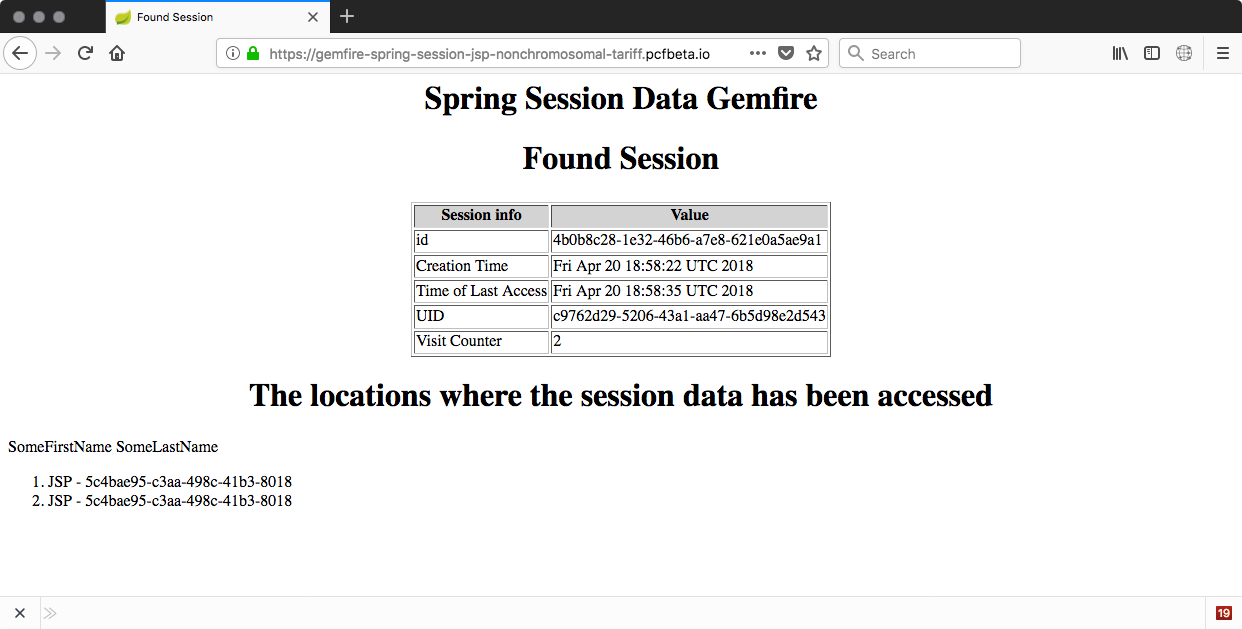 Found Session
https://gemfire-spring-session-jsp-nonchromosomal-tariff.pcfbeta.io
Search
Spring Session Data Gemfire
Found Session
Session info Value
id 4b0b8c28-1e32-46b6-a7e8-621e0a5ae9a1
Creation Time Fri Apr 20 18:58:22 UTC 2018
Time of Last Access Fri Apr 20 18:58:35 UTC 2018
UID c9762d29-5206-43a1-aa47-6b5d98e2d543
Visit Counter 2
The locations where the session data has been accessed
SomeFirstName SomeLastName
1. JSP - 5c4bae95-c3aa-498c-41b3-8018
2. JSP - 5c4bae95-c3aa-498c-41b3-8018
19